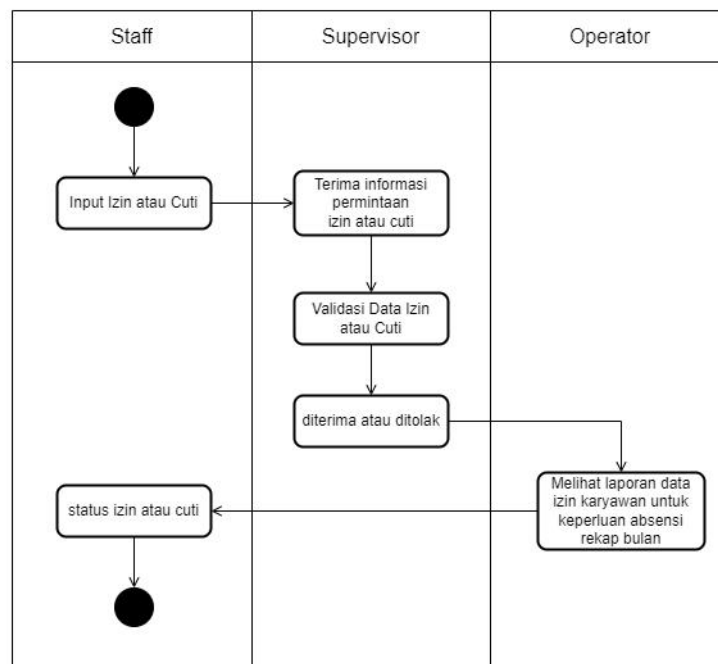 Staff
Supervisor
Operator
Input Izin atau Cuti
Terima informasi
permintaan
izin atau cuti
Validasi Data Izin
atau Cuti
diterima atau ditolak
Melihat laporan data
izin karyawan untuk
keperluan absensi
rekap bulan
status izin atau cuti